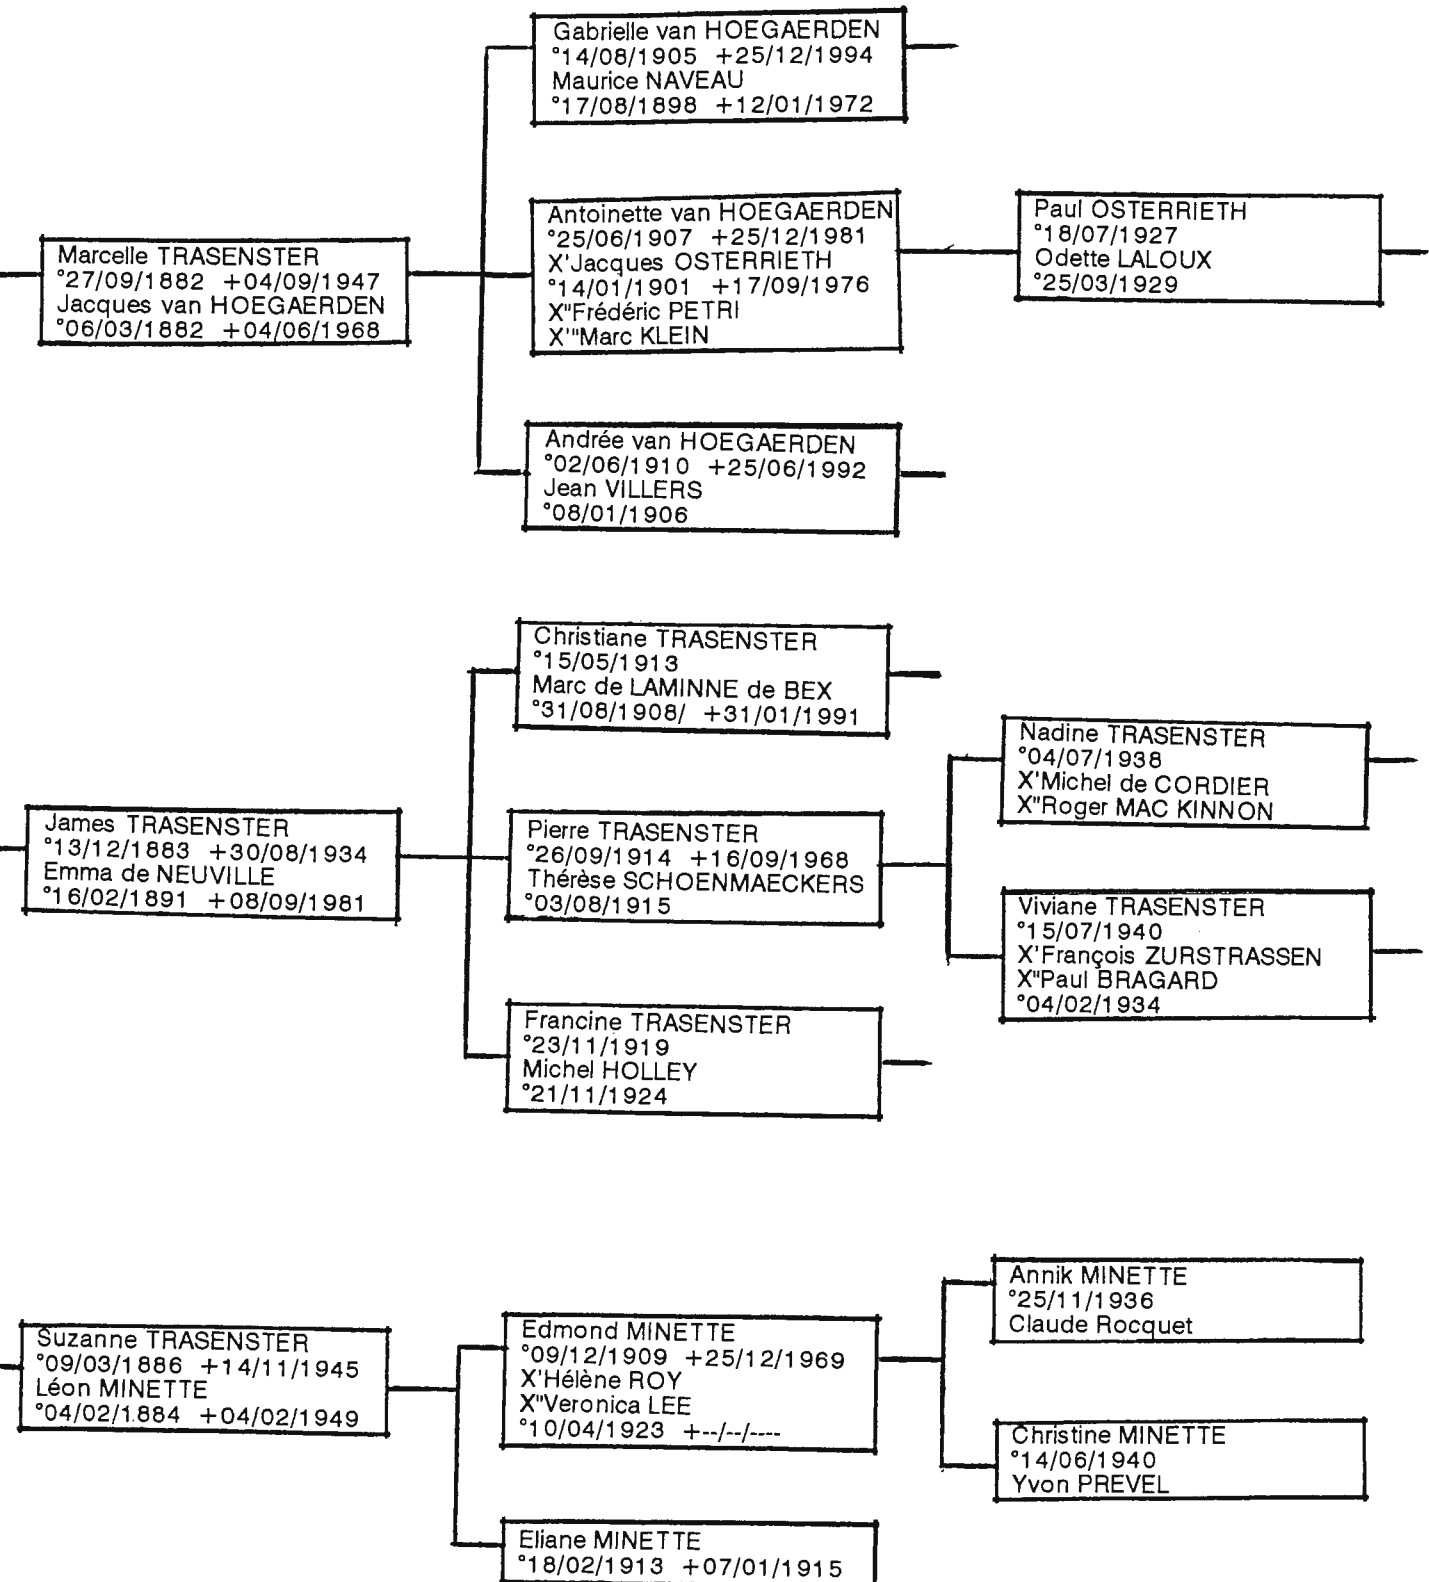 Gabrielle van HOEGAERDEN
°14/08/1905 +25/12/1994
Maurice NAVEAU
°17/08/1898 +12/01/1972
Marcelle TRASENSTER
°27/09/1882 +04/09/1947
Jacques van HOEGAERDEN
°06/03/1882 +04/06/1968
Antoinette van HOEGAERDEN
°25/06/1907 +25/12/1981
X'Jacques OSTERRIETH
°14/01/1901 +17/09/1976
X"Frédéric PETRI
X'"Marc KLEIN
Paul OSTERRIETH
°18/07/1927
Odette LALOUX
°25/03/1929
Andrée van HOEGAERDEN
°02/06/1910 +25/06/1992
Jean VILLERS
°08/01/1906
Christiane TRASENSTER
°15/05/1913
Marc de LAMINNE de BEX
°31/08/1908/ +31/01/1991
James TRASENSTER
°13/12/1883 +30/08/1934
Emma de NEUVILLE
°16/02/1891 +08/09/1981
Pierre TRASENSTER
°26/09/1914 +16/09/1968
Thérèse SCHOENMAECKERS
°03/08/1915
Nadine TRASENSTER
°04/07/1938
X'Michel de CORDIER
X"Roger MAC KINNON
Viviane TRASENSTER
°15/07/1940
X'François ZURSTRASSEN
X"Paul BRAGARD
°04/02/1934
Francine TRASENSTER
°23/11/1919
Michel HOLLEY
°21/11/1924
Suzanne TRASENSTER
°09/03/1886 +14/11/1945
Léon MINETTE
°04/02/1884 +04/02/1949
Edmond MINETTE
°09/12/1909 +25/12/1969
X'Hélène ROY
X"Veronica LEE
°10/04/1923 +--/--/----
Annik MINETTE
°25/11/1936
Claude Rocquet
Christine MINETTE
°14/06/1940
Yvon PREVEL
Eliane MINETTE
°18/02/1913 +07/01/1915